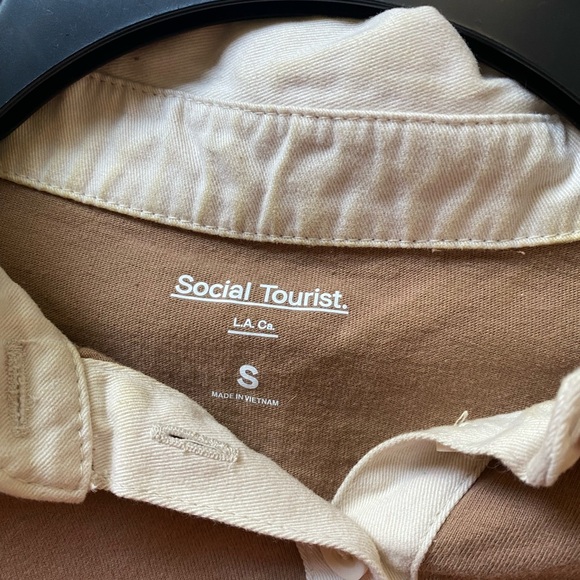 Social Tourist.
L.A. Ca.
S
MADE IN VIETNAM